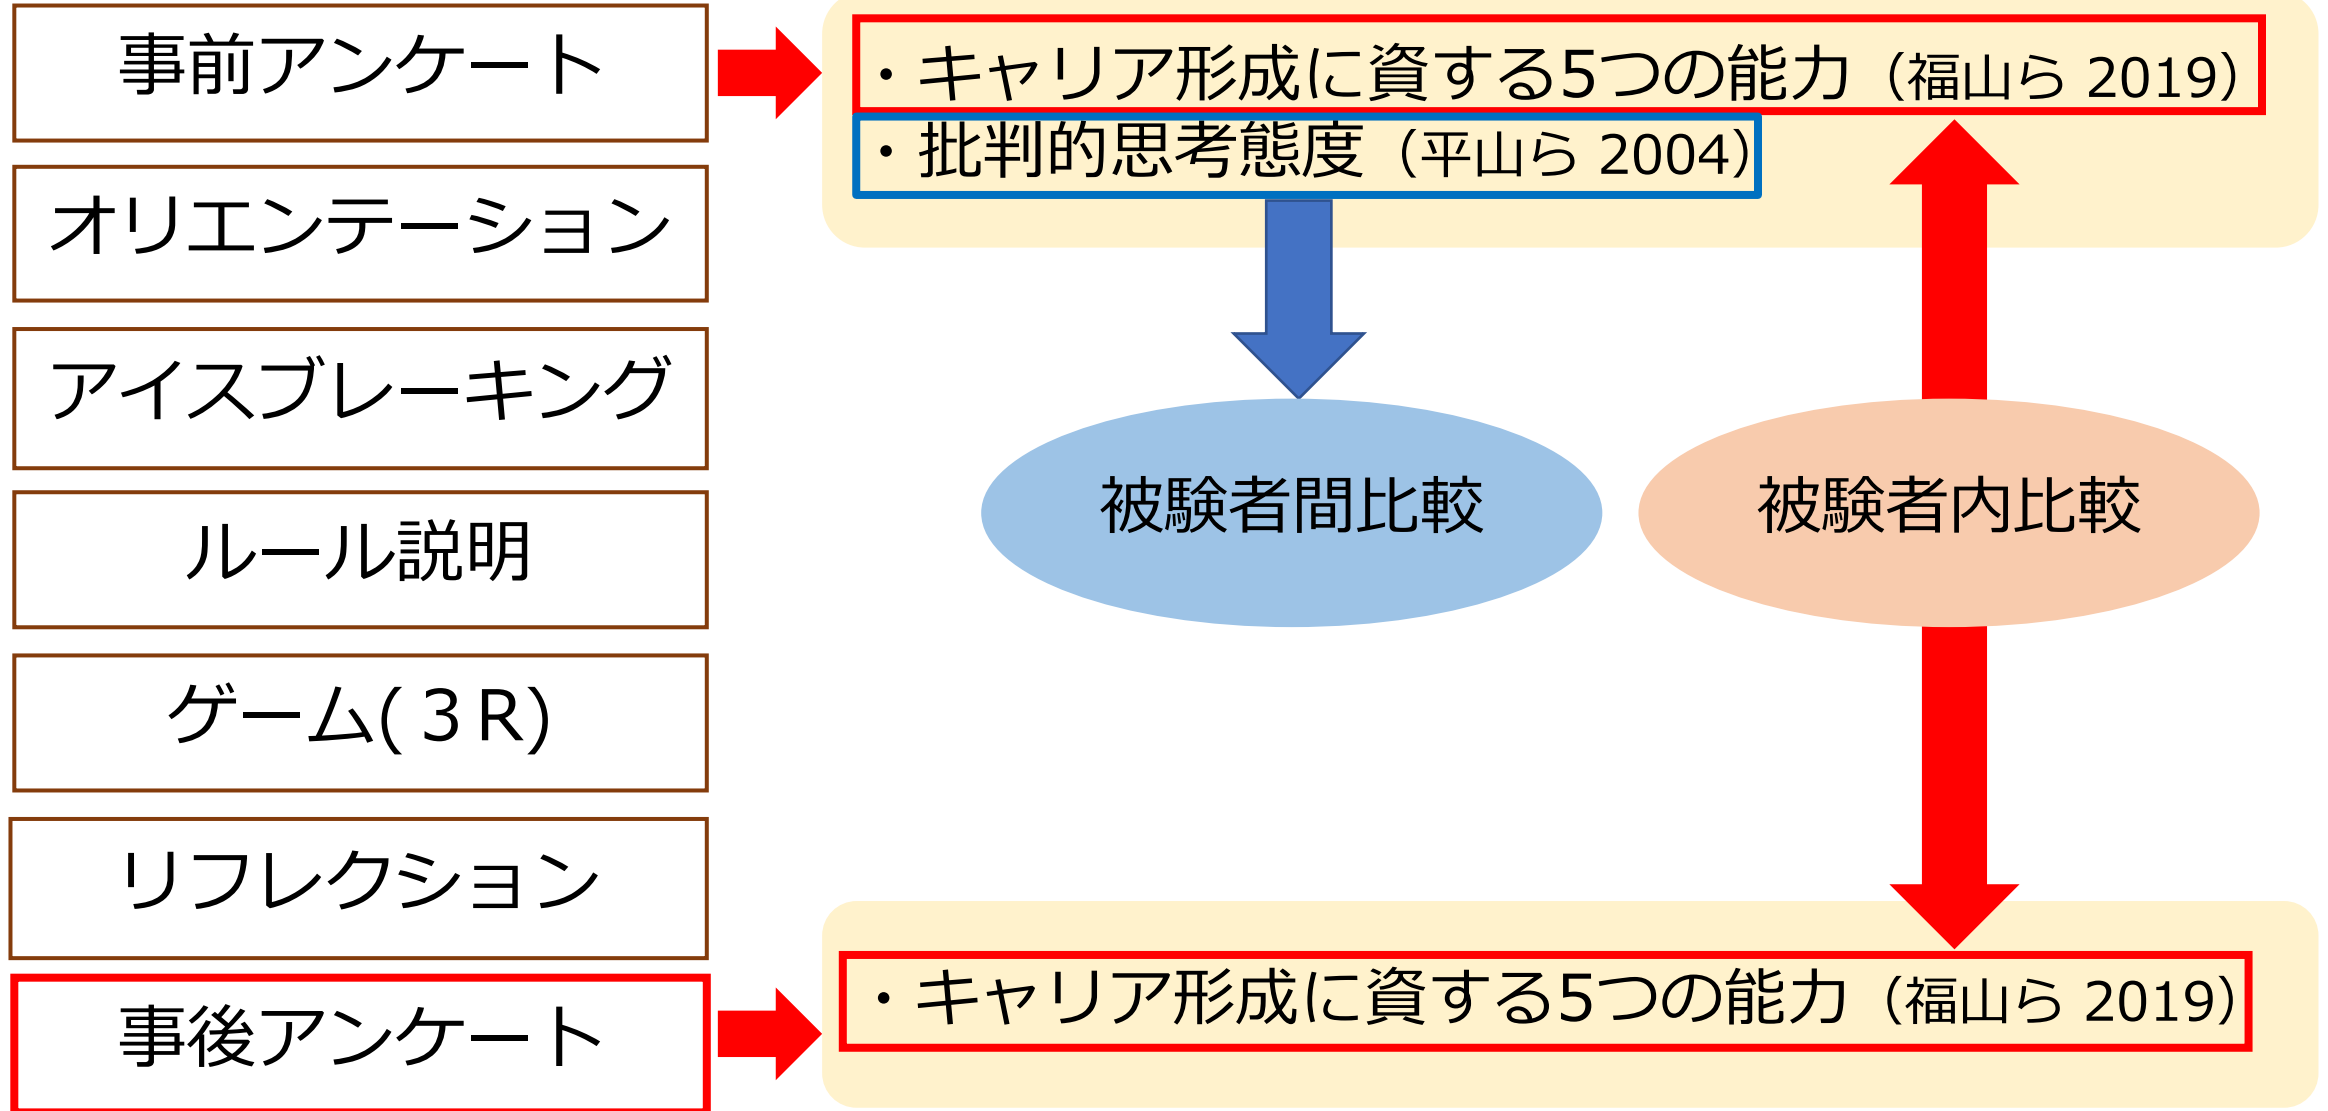 事前アンケート
オリエンテーション
アイスブレーキング
ルール説明
ゲーム(３R)
リフレクション
事後アンケート
・キャリア形成に資する5つの能力（福山ら 2019）
・批判的思考態度（平山ら 2004）
被験者間比較
被験者内比較
・キャリア形成に資する5つの能力（福山ら 2019）